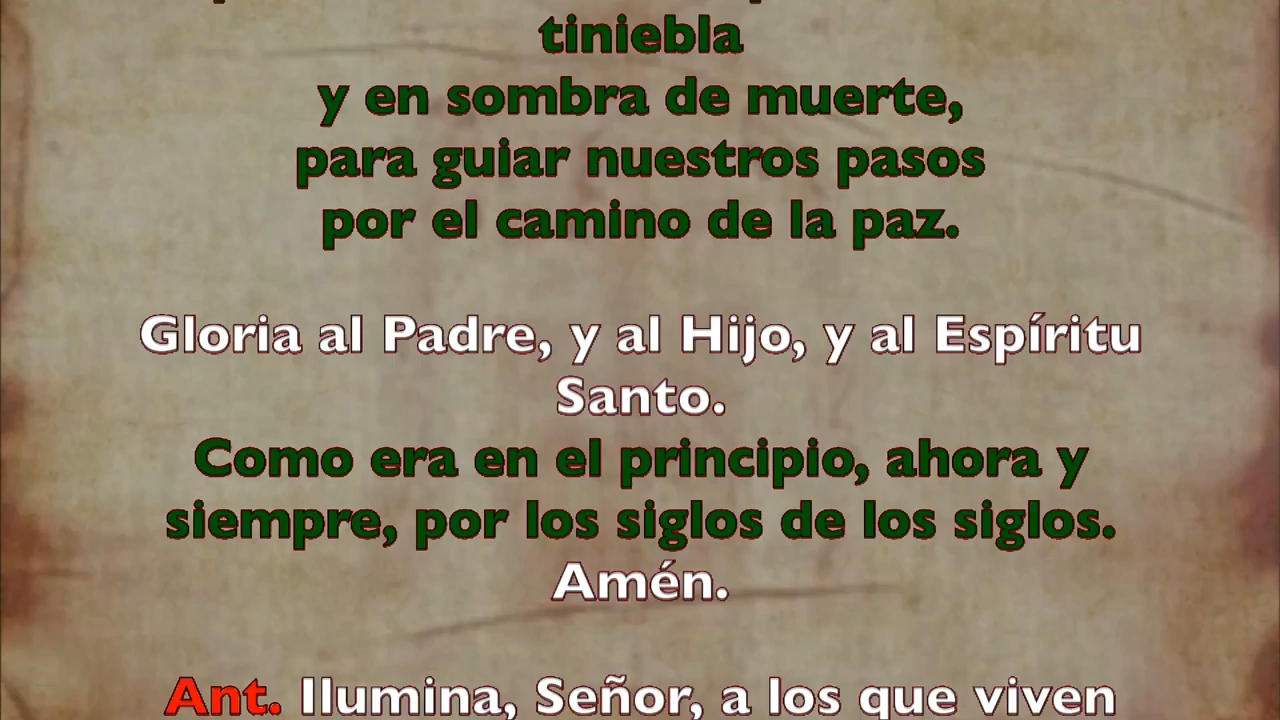 tiniebla
y en sombra de muerte,
para guiar nuestros pasos
por el camino de la paz.
Gloria al Padre, y al Hijo, y al Espíritu
Santo.
Como era en el principio, ahora y
siempre, por los siglos de los siglos.
Amén.
Ant. Ilumina, Señor, a los que viven